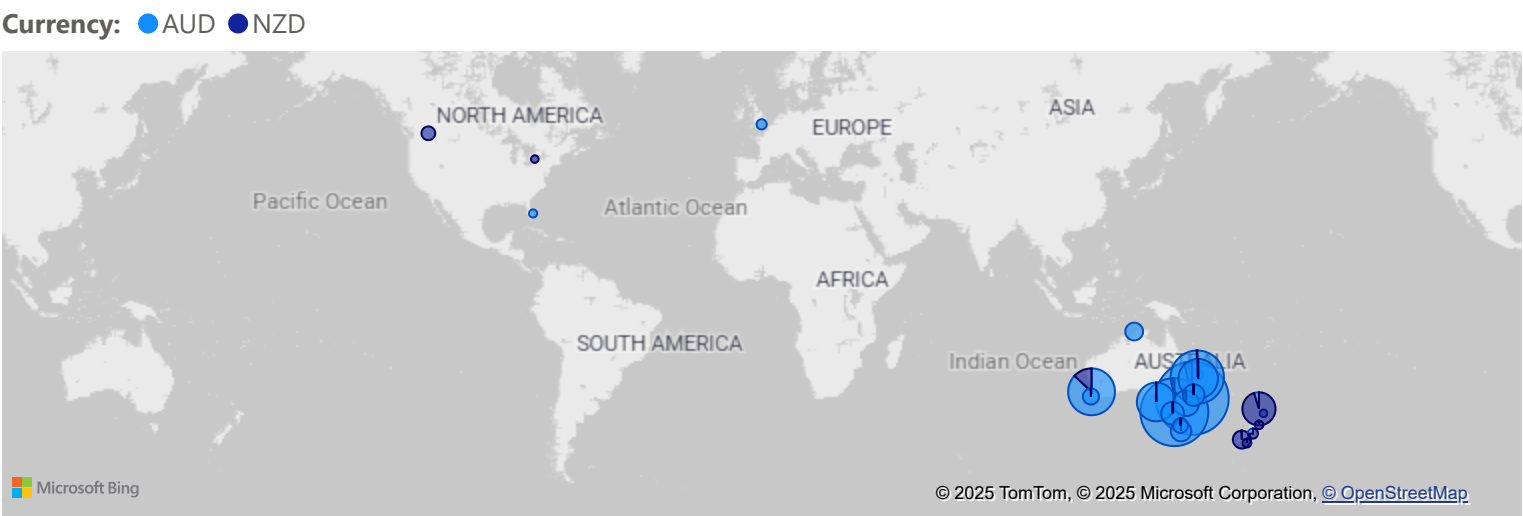 Currency: AUD NZD
NORTH AMERICA
ASIA
EUROPE
Pacific Ocean
Atlantic Ocean
AFRICA
SOUTH AMERICA
Indian Ocean
AUSTRALIA
Microsoft Bing
© 2025 TomTom, © 2025 Microsoft Corporation, © OpenStreetMap